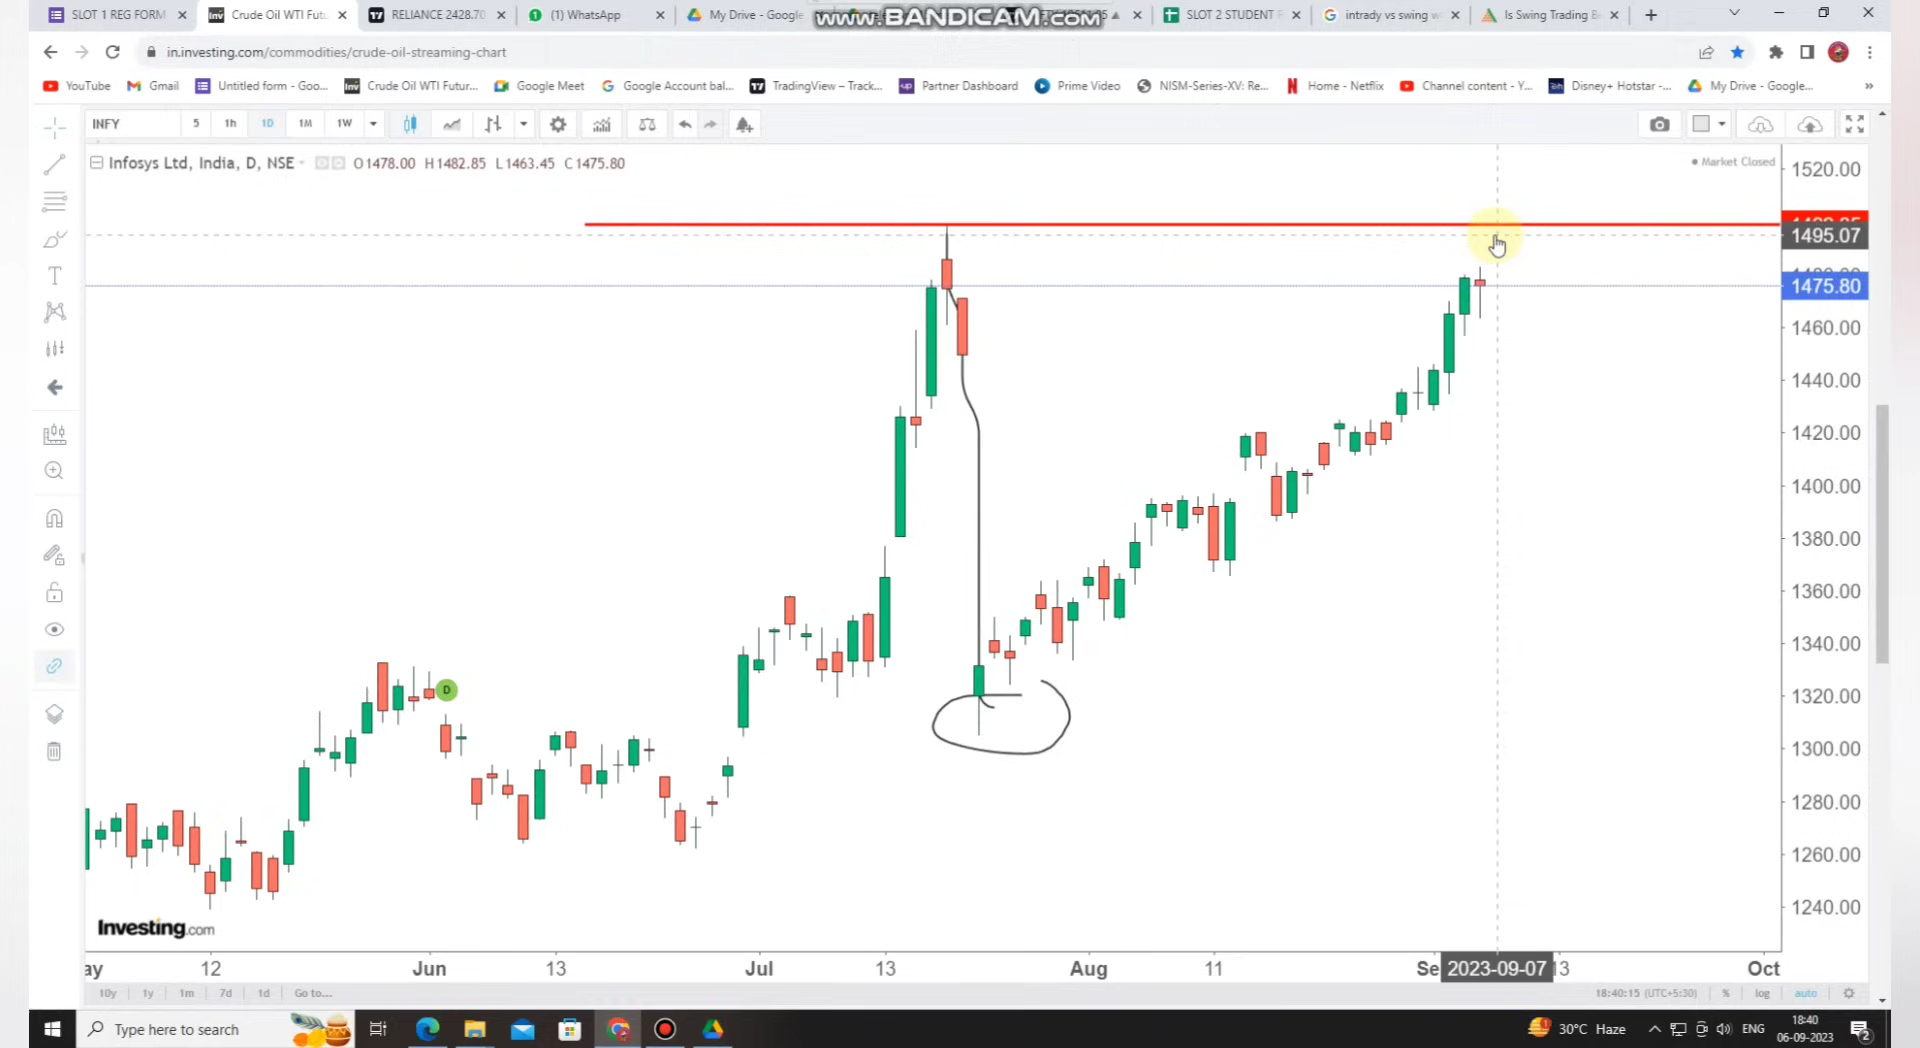 SLOT 1 REG FORM
Crude Oil WTI Futu
RELIANCE 2428.70
(1) WhatsApp
My Drive - Google
www.BANDICAM.com
SLOT 2 STUDENT
intrady vs swing
Is Swing Trading
in.investing.com/commodities/crude-oil-streaming-chart
YouTube
Gmail
Untitled form - Goo...
Inv
Crude Oil WTI Futur...
Google Meet
Google Account bal...
TradingView – Track...
Partner Dashboard
Prime Video
NISM-Series-XV: Re...
Home - Netflix
Channel content - Y...
Disney+ Hotstar -...
My Drive - Google...
INFY
5
1h
1D
1M
1W
Infosys Ltd, India, D, NSE
O1478.00 H1482.85 L1463.45 C1475.80
Market Closed
1520.00
1495.07
1475.80
1460.00
1440.00
1420.00
1400.00
1380.00
1360.00
1340.00
1320.00
1300.00
1280.00
1260.00
1240.00
D
Investing.com
ay 12 Jun 13 Jul 13 Aug 11 Se 2023-09-07 13 Oct
10y 1y 1m 7d 1d Go to...
18:40:15 (UTC+5:30) % log auto
Type here to search
30°C Haze
ENG
18:40
06-09-2023
2